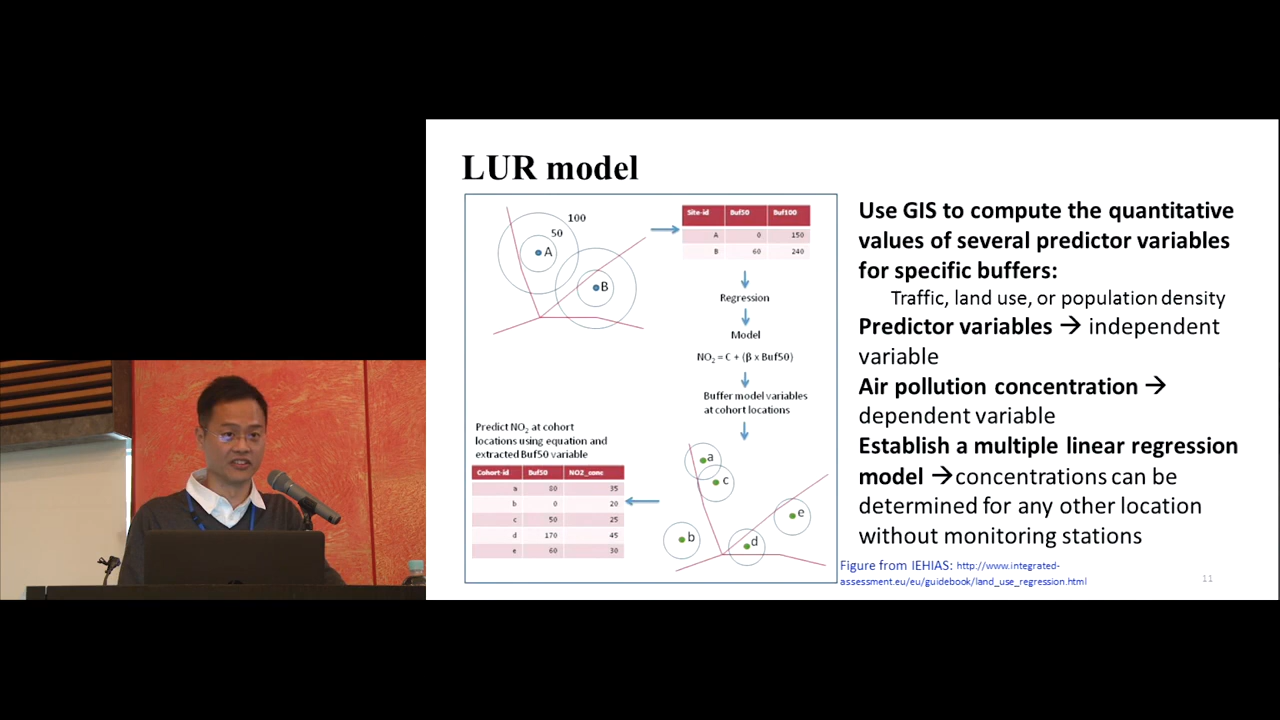 LUR model
100
50
A
B
Site-id Buf50 Buf100
A 0 150
B 60 240
Regression
Model
NO₂ = C + (β x Buf50)
Buffer model variables
at cohort locations
Predict NO₂ at cohort
locations using equation and
extracted Buf50 variable
Cohort-id Buf50 NO2_conc
a 80 35
b 0 20
c 50 25
d 170 45
e 60 30
a
c
e
b
d
Use GIS to compute the quantitative
values of several predictor variables
for specific buffers:
Traffic, land use, or population density
Predictor variables → independent
variable
Air pollution concentration →
dependent variable
Establish a multiple linear regression
model →concentrations can be
determined for any other location
without monitoring stations
Figure from IEHIAS: http://www.integrated-
assessment.eu/eu/guidebook/land_use_regression.html
11